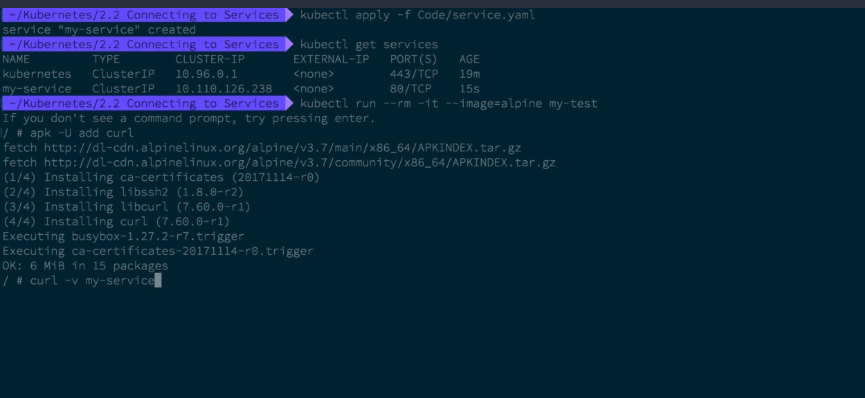 ~/Kubernetes/2.2 Connecting to Services kubectl apply -f Code/service.yaml
service "my-service" created
~/Kubernetes/2.2 Connecting to Services kubectl get services
NAME TYPE CLUSTER-IP EXTERNAL-IP PORT(S) AGE
kubernetes ClusterIP 10.96.0.1 <none> 443/TCP 19m
my-service ClusterIP 10.110.126.238 <none> 80/TCP 15s
~/Kubernetes/2.2 Connecting to Services kubectl run --rm -it --image=alpine my-test
If you don't see a command prompt, try pressing enter.
/ # apk -U add curl
fetch http://dl-cdn.alpinelinux.org/alpine/v3.7/main/x86_64/APKINDEX.tar.gz
fetch http://dl-cdn.alpinelinux.org/alpine/v3.7/community/x86_64/APKINDEX.tar.gz
(1/4) Installing ca-certificates (20171114-r0)
(2/4) Installing libssh2 (1.8.0-r2)
(3/4) Installing libcurl (7.60.0-r1)
(4/4) Installing curl (7.60.0-r1)
Executing busybox-1.27.2-r7.trigger
Executing ca-certificates-20171114-r0.trigger
OK: 6 MiB in 15 packages
/ # curl -v my-service